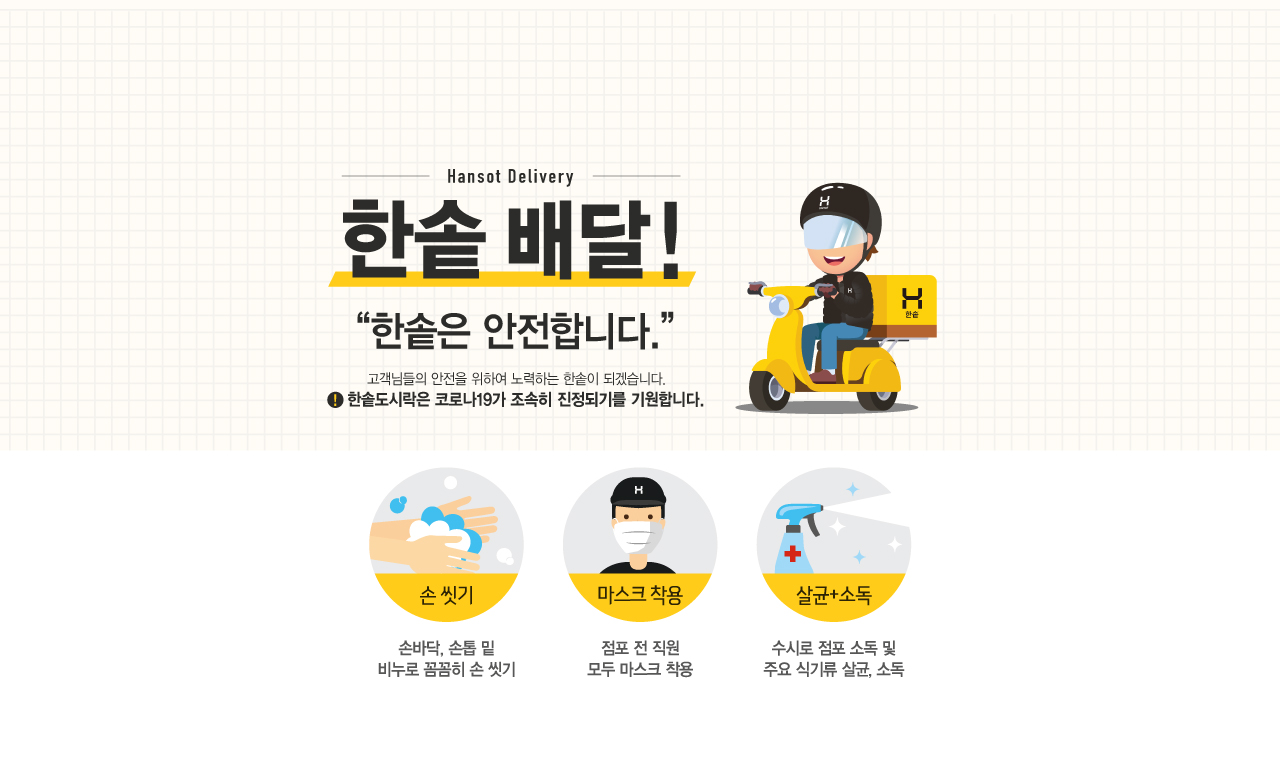 Hansot Delivery
한솥 배달!
“한솥은 안전합니다.”
고객님들의 안전을 위하여 노력하는 한솥이 되겠습니다.
! 한솥도시락은 코로나19가 조속히 진정되기를 기원합니다.
한솥
손 씻기
마스크 착용
살균+소독
손바닥, 손톱 밑
비누로 꼼꼼히 손 씻기
점포 전 직원
모두 마스크 착용
수시로 점포 소독 및
주요 식기류 살균, 소독